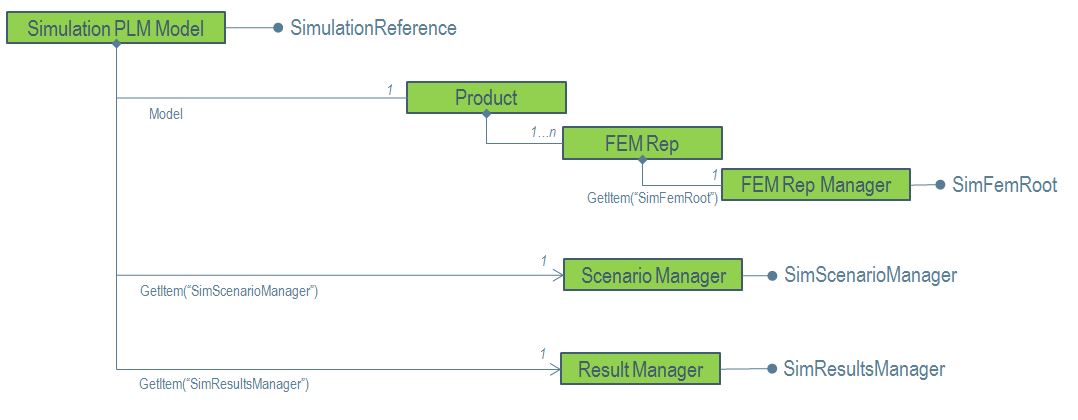 Simulation PLM Model
SimulationReference
1
Product
Model
1...n
FEM Rep
1
FEM Rep Manager
SimFemRoot
GetItem(“SimFemRoot”)
1
Scenario Manager
SimScenarioManager
GetItem(“SimScenarioManager”)
1
Result Manager
SimResultsManager
GetItem(“SimResultsManager”)